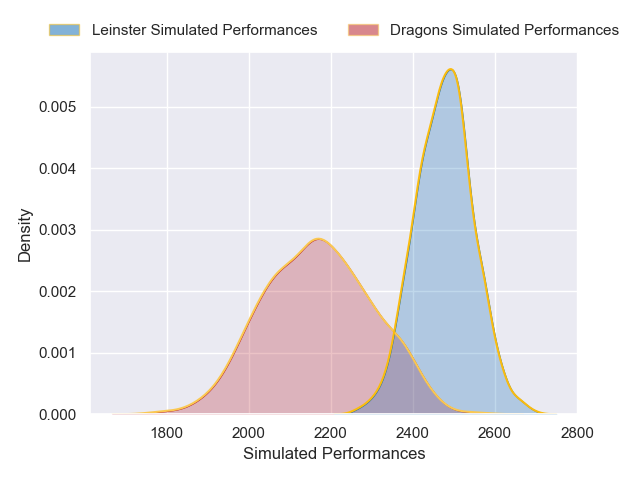 Leinster Simulated Performances Dragons Simulated Performances
0.005
0.004
0.003
0.002
0.001
0.000
Density
1800 2000 2200 2400 2600 2800
Simulated Performances